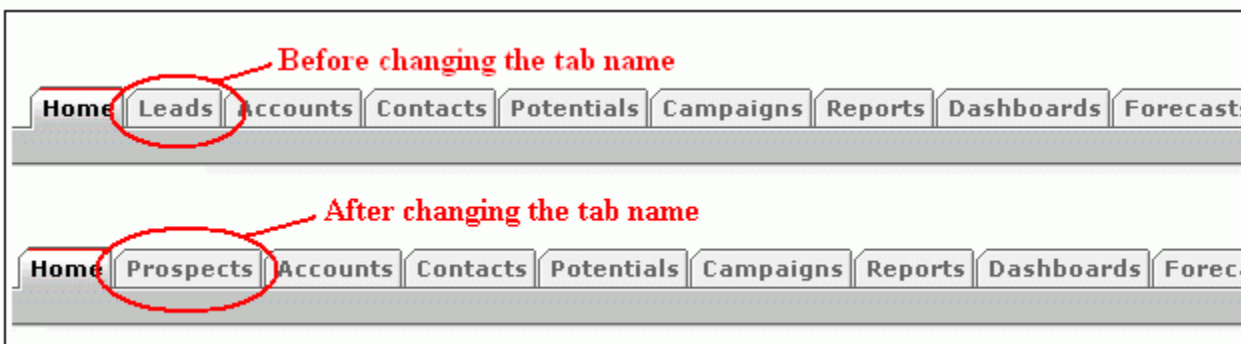 Before changing the tab name
Home Leads Accounts Contacts Potentials Campaigns Reports Dashboards Forecasts
After changing the tab name
Home Prospects Accounts Contacts Potentials Campaigns Reports Dashboards